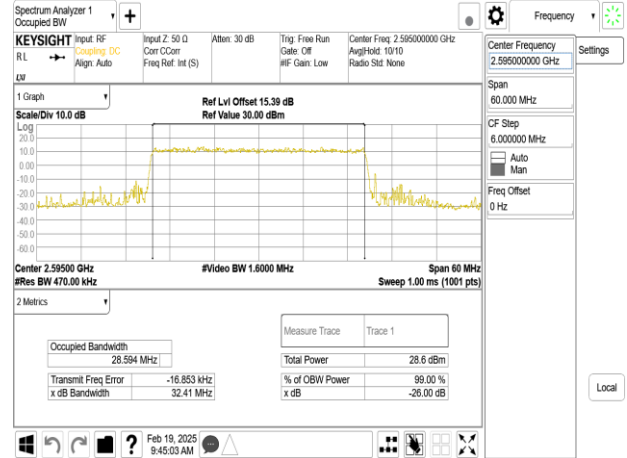 Spectrum Analyzer 1
Occupied BW
KEYSIGHT
RL
LXI
Input: RF
Coupling: DC
Align: Auto
Input Z: 50 Ω
Corr CCorr
Freq Ref: Int (S)
Atten: 30 dB
Trig: Free Run
Gate: Off
#IF Gain: Low
Center Freq: 2.595000000 GHz
Avg|Hold: 10/10
Radio Std: None
1 Graph
Scale/Div 10.0 dB
Ref Lvl Offset 15.39 dB
Ref Value 30.00 dBm
Log
20.0
10.0
0.00
-10.0
-20.0
-30.0
-40.0
-50.0
-60.0
Center 2.59500 GHz
#Video BW 1.6000 MHz
Span 60 MHz
#Res BW 470.00 kHz
Sweep 1.00 ms (1001 pts)
2 Metrics
Measure Trace Trace 1
Occupied Bandwidth
28.594 MHz
Total Power 28.6 dBm
Transmit Freq Error -16.853 kHz
% of OBW Power 99.00 %
x dB Bandwidth 32.41 MHz
x dB -26.00 dB
Feb 19, 2025
9:45:03 AM
Frequency
Center Frequency
2.595000000 GHz
Settings
Span
60.000 MHz
CF Step
6.000000 MHz
Auto
Man
Freq Offset
0 Hz
Local